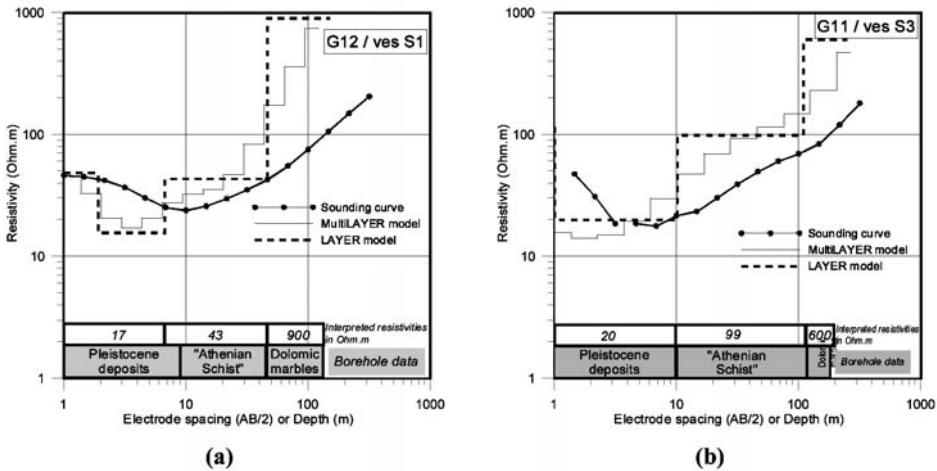 1000
G12 / ves S1
100
Resistivity (Ohm.m)
10
1
Sounding curve
MultiLAYER model
LAYER model
17
43
900
Interpreted resistivities
in Ohm.m
Pleistocene
deposits
"Athenian
Schist"
Dolomic
marbles
Borehole data
1
10
100
1000
Electrode spacing (AB/2) or Depth (m)
(a)
1000
G11 / ves S3
100
Resistivity (Ohm.m)
10
1
Sounding curve
MultiLAYER model
LAYER model
20
99
600
Interpreted resistivities
in Ohm.m
Pleistocene
deposits
"Athenian
Schist"
Borehole data
1
10
100
1000
Electrode spacing (AB/2) or Depth (m)
(b)